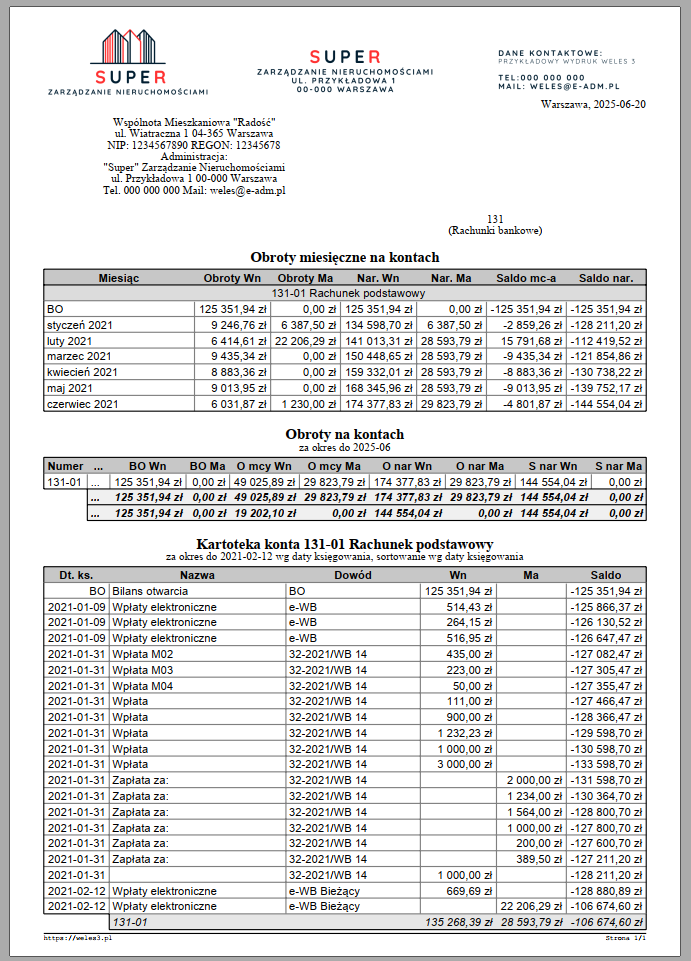 SUPER
ZARZĄDZANIE NIERUCHOMOŚCIAMI
SUPER
ZARZĄDZANIE NIERUCHOMOŚCIAMI
UL. PRZYKŁADOWA 1
00-000 WARSZAWA
DANE KONTAKTOWE:
PRZYKŁADOWY WYDRUK WELES 3
TEL:000 000 000
MAIL: WELES@E-ADM.PL
Warszawa, 2025-06-20
Wspólnota Mieszkaniowa "Radość"
ul. Wiatraczna 1 04-365 Warszawa
NIP: 1234567890 REGON: 12345678
Administracja:
"Super" Zarządzanie Nieruchomościami
ul. Przykładowa 1 00-000 Warszawa
Tel. 000 000 000 Mail: weles@e-adm.pl
131
(Rachunki bankowe)
Obroty miesięczne na kontach
Miesiąc Obroty Wn Obroty Ma Nar. Wn Nar. Ma Saldo mc-a Saldo nar.
131-01 Rachunek podstawowy
BO 125 351,94 zł 0,00 zł 125 351,94 zł 0,00 zł -125 351,94 zł -125 351,94 zł
styczeń 2021 9 246,76 zł 6 387,50 zł 134 598,70 zł 6 387,50 zł -2 859,26 zł -128 211,20 zł
luty 2021 6 414,61 zł 22 206,29 zł 141 013,31 zł 28 593,79 zł 15 791,68 zł -112 419,52 zł
marzec 2021 9 435,34 zł 0,00 zł 150 448,65 zł 28 593,79 zł -9 435,34 zł -121 854,86 zł
kwiecień 2021 8 883,36 zł 0,00 zł 159 332,01 zł 28 593,79 zł -8 883,36 zł -130 738,22 zł
maj 2021 9 013,95 zł 0,00 zł 168 345,96 zł 28 593,79 zł -9 013,95 zł -139 752,17 zł
czerwiec 2021 6 031,87 zł 1 230,00 zł 174 377,83 zł 29 823,79 zł -4 801,87 zł -144 554,04 zł
Obroty na kontach
za okres do 2025-06
Numer ... BO Wn BO Ma O mcy Wn O mcy Ma O nar Wn O nar Ma S nar Wn S nar Ma
131-01 ... 125 351,94 zł 0,00 zł 49 025,89 zł 29 823,79 zł 174 377,83 zł 29 823,79 zł 144 554,04 zł 0,00 zł
... 125 351,94 zł 0,00 zł 49 025,89 zł 29 823,79 zł 174 377,83 zł 29 823,79 zł 144 554,04 zł 0,00 zł
... 125 351,94 zł 0,00 zł 19 202,10 zł 0,00 zł 144 554,04 zł 0,00 zł 144 554,04 zł 0,00 zł
Kartoteka konta 131-01 Rachunek podstawowy
za okres do 2021-02-12 wg daty księgowania, sortowanie wg daty księgowania
Dt. ks. Nazwa Dowód Wn Ma Saldo
BO Bilans otwarcia BO 125 351,94 zł -125 351,94 zł
2021-01-09 Wpłaty elektroniczne e-WB 514,43 zł -125 866,37 zł
2021-01-09 Wpłaty elektroniczne e-WB 264,15 zł -126 130,52 zł
2021-01-09 Wpłaty elektroniczne e-WB 516,95 zł -126 647,47 zł
2021-01-31 Wpłata M02 32-2021/WB 14 435,00 zł -127 082,47 zł
2021-01-31 Wpłata M03 32-2021/WB 14 223,00 zł -127 305,47 zł
2021-01-31 Wpłata M04 32-2021/WB 14 50,00 zł -127 355,47 zł
2021-01-31 Wpłata 32-2021/WB 14 111,00 zł -127 466,47 zł
2021-01-31 Wpłata 32-2021/WB 14 900,00 zł -128 366,47 zł
2021-01-31 Wpłata 32-2021/WB 14 1 232,23 zł -129 598,70 zł
2021-01-31 Wpłata 32-2021/WB 14 1 000,00 zł -130 598,70 zł
2021-01-31 Wpłata 32-2021/WB 14 3 000,00 zł -133 598,70 zł
2021-01-31 Zapłata za: 32-2021/WB 14 2 000,00 zł -131 598,70 zł
2021-01-31 Zapłata za: 32-2021/WB 14 1 234,00 zł -130 364,70 zł
2021-01-31 Zapłata za: 32-2021/WB 14 1 564,00 zł -128 800,70 zł
2021-01-31 Zapłata za: 32-2021/WB 14 1 000,00 zł -127 800,70 zł
2021-01-31 Zapłata za: 32-2021/WB 14 200,00 zł -127 600,70 zł
2021-01-31 Zapłata za: 32-2021/WB 14 389,50 zł -127 211,20 zł
2021-01-31 32-2021/WB 14 1 000,00 zł -128 211,20 zł
2021-02-12 Wpłaty elektroniczne e-WB Bieżący 669,69 zł -128 880,89 zł
2021-02-12 Wpłaty elektroniczne e-WB Bieżący 22 206,29 zł -106 674,60 zł
131-01 135 268,39 zł 28 593,79 zł -106 674,60 zł
https://weles3.pl Strona 1/1